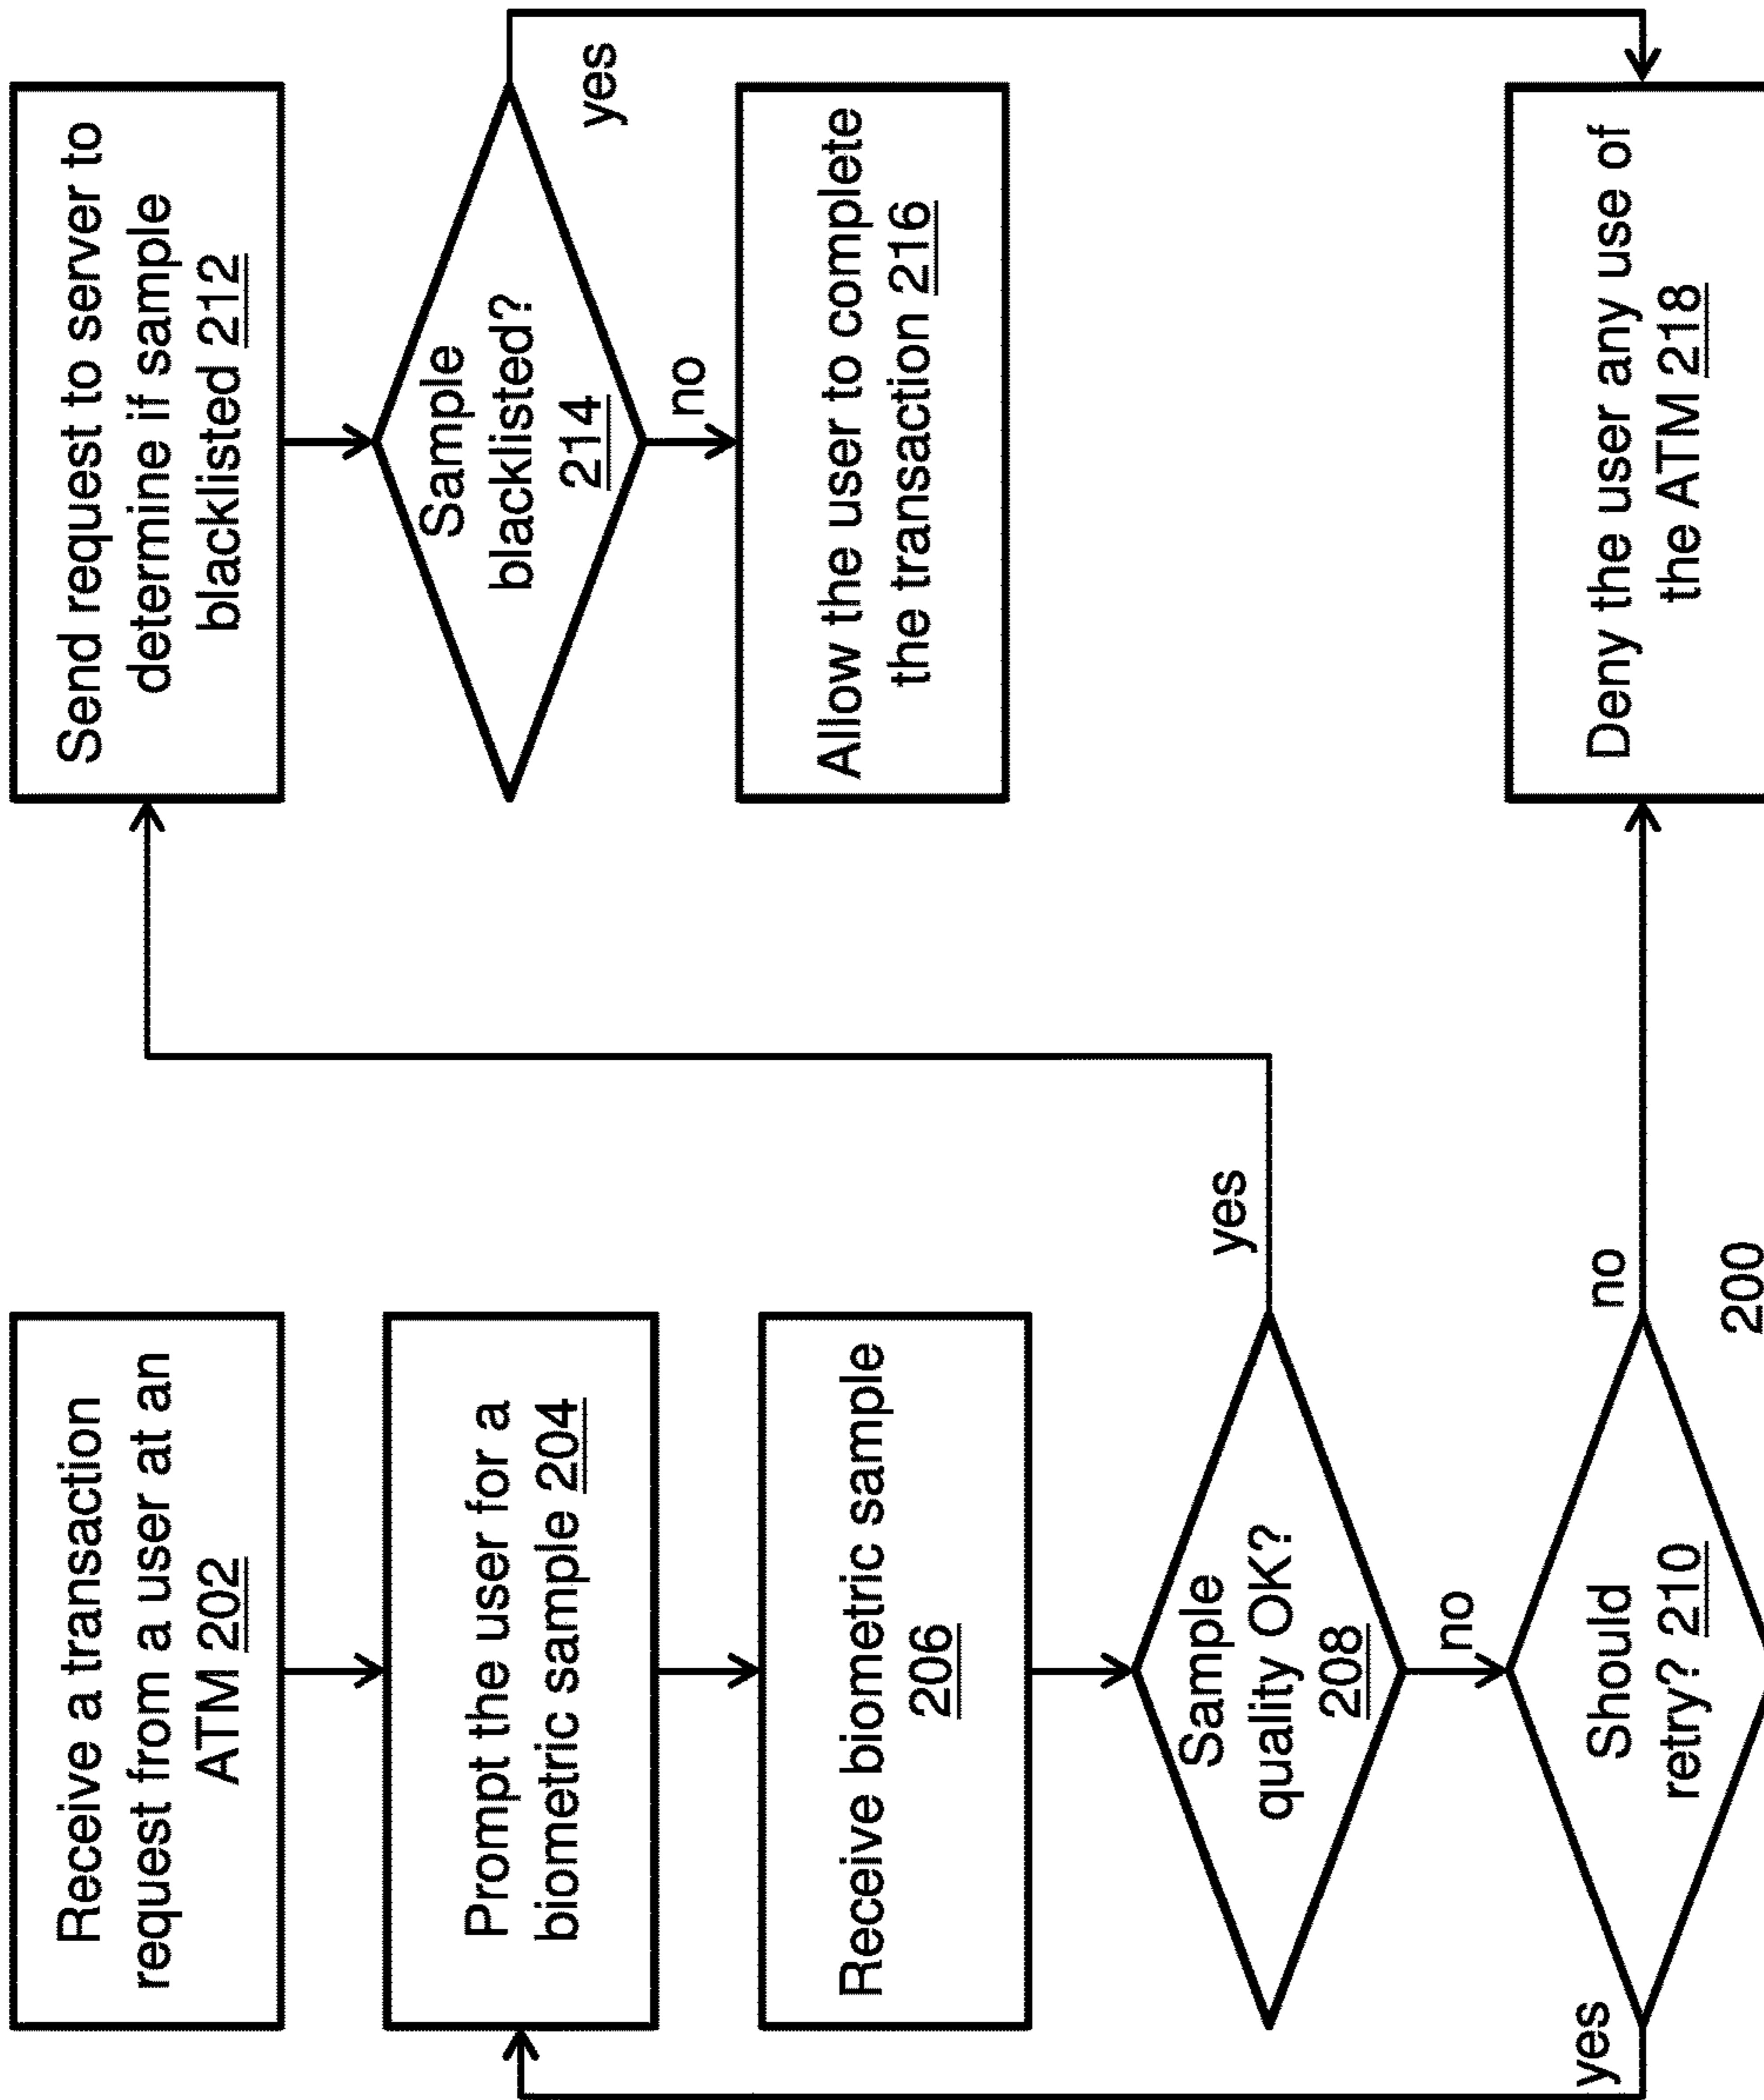 Receive a transaction
request from a user at an
ATM 202
Prompt the user for a
biometric sample 204
Receive biometric sample
206
Sample
quality OK?
208
yes
no
Should
retry? 210
yes
no
200
Send request to server to
determine if sample
blacklisted 212
Sample
blacklisted?
214
yes
no
Allow the user to complete
the transaction 216
Deny the user any use of
the ATM 218